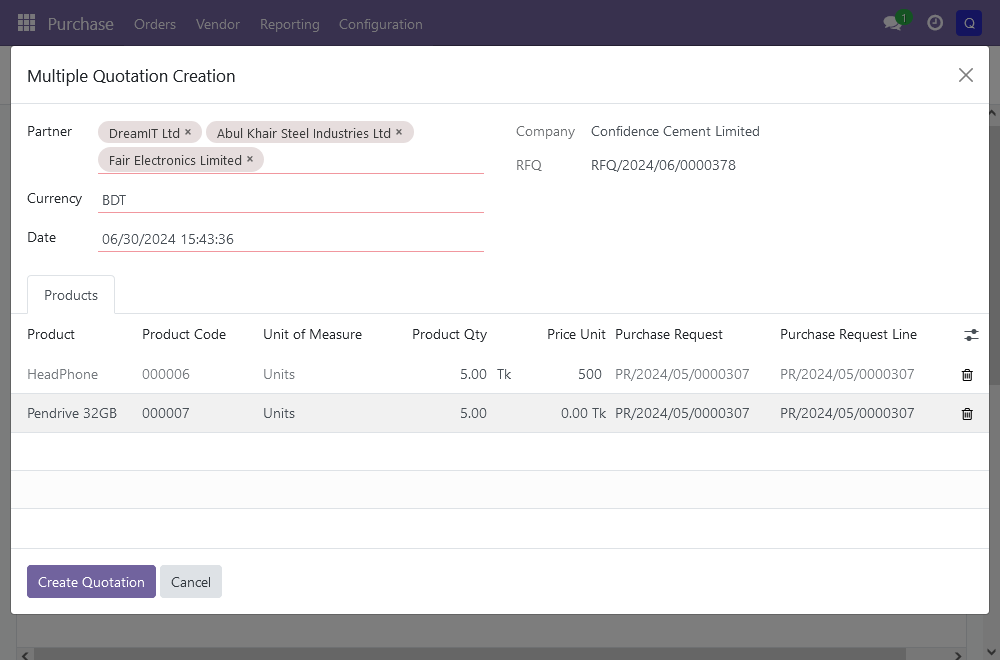 Purchase Orders Vendor Reporting Configuration 1 Q
Multiple Quotation Creation
Partner DreamIT Ltd × Abul Khair Steel Industries Ltd × Company Confidence Cement Limited
Fair Electronics Limited × RFQ RFQ/2024/06/0000378
Currency BDT
Date 06/30/2024 15:43:36
Products
Product Product Code Unit of Measure Product Qty Price Unit Purchase Request Purchase Request Line
HeadPhone 000006 Units 5.00 Tk 500 PR/2024/05/0000307 PR/2024/05/0000307
Pendrive 32GB 000007 Units 5.00 0.00 Tk PR/2024/05/0000307 PR/2024/05/0000307
Create Quotation Cancel